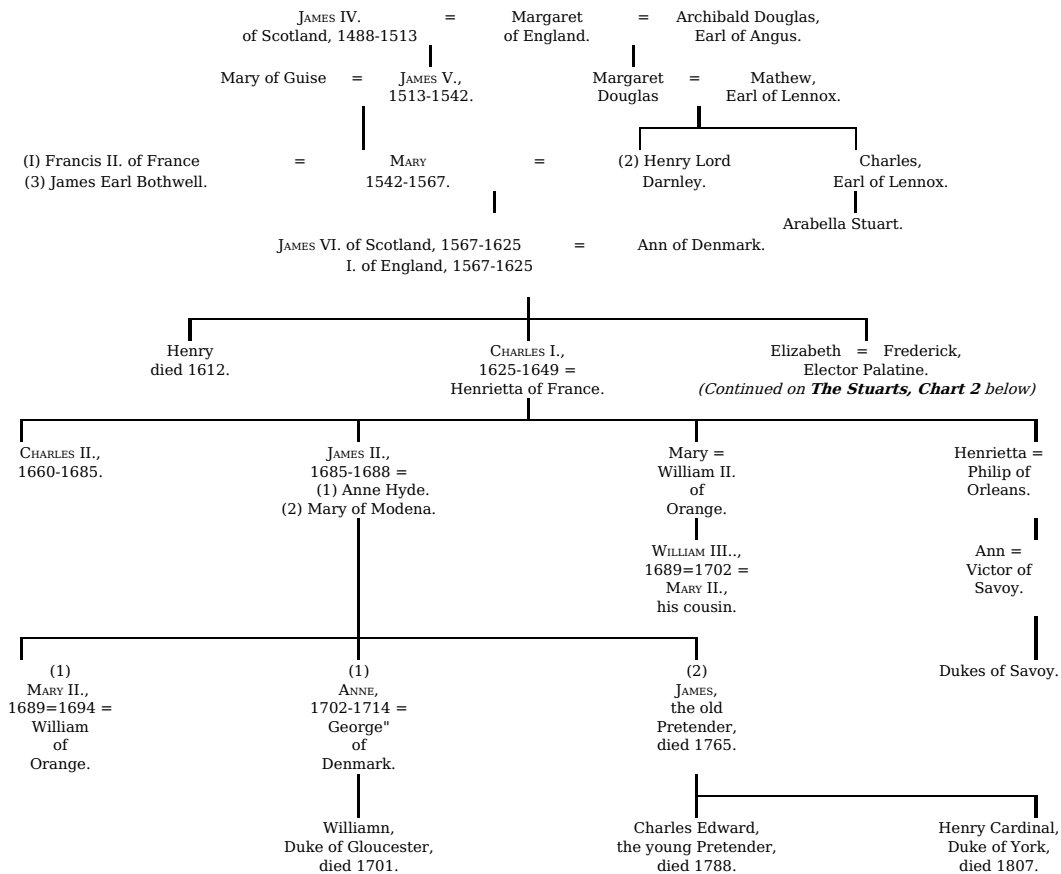 James IV. = Margaret = Archibald Douglas,
of Scotland, 1488-1513 of England. Earl of Angus.
Mary of Guise = James V., Margaret = Mathew,
1513-1542. Douglas Earl of Lennox.
(I) Francis II. of France = Mary = (2) Henry Lord Charles,
(3) James Earl Bothwell. 1542-1567. Darnley. Earl of Lennox.
Arabella Stuart.
James VI. of Scotland, 1567-1625 = Ann of Denmark.
I. of England, 1567-1625
Henry Charles I., Elizabeth = Frederick,
died 1612. 1625-1649 = Elector Palatine.
Henrietta of France. (Continued on The Stuarts, Chart 2 below)
Charles II., James II., Mary = Henrietta =
1660-1685. 1685-1688 = William II. Philip of
(1) Anne Hyde. of Orleans.
(2) Mary of Modena. Orange.
William III.., Ann =
1689=1702 = Victor of
Mary II., Savoy.
his cousin.
(1) (1) (2) Dukes of Savoy.
Mary II., Anne, James,
1689=1694 = 1702-1714 = the old
William George" Pretender,
of of died 1765.
Orange. Denmark.
Williamn, Charles Edward, Henry Cardinal,
Duke of Gloucester, the young Pretender, Duke of York,
died 1701. died 1788. died 1807.